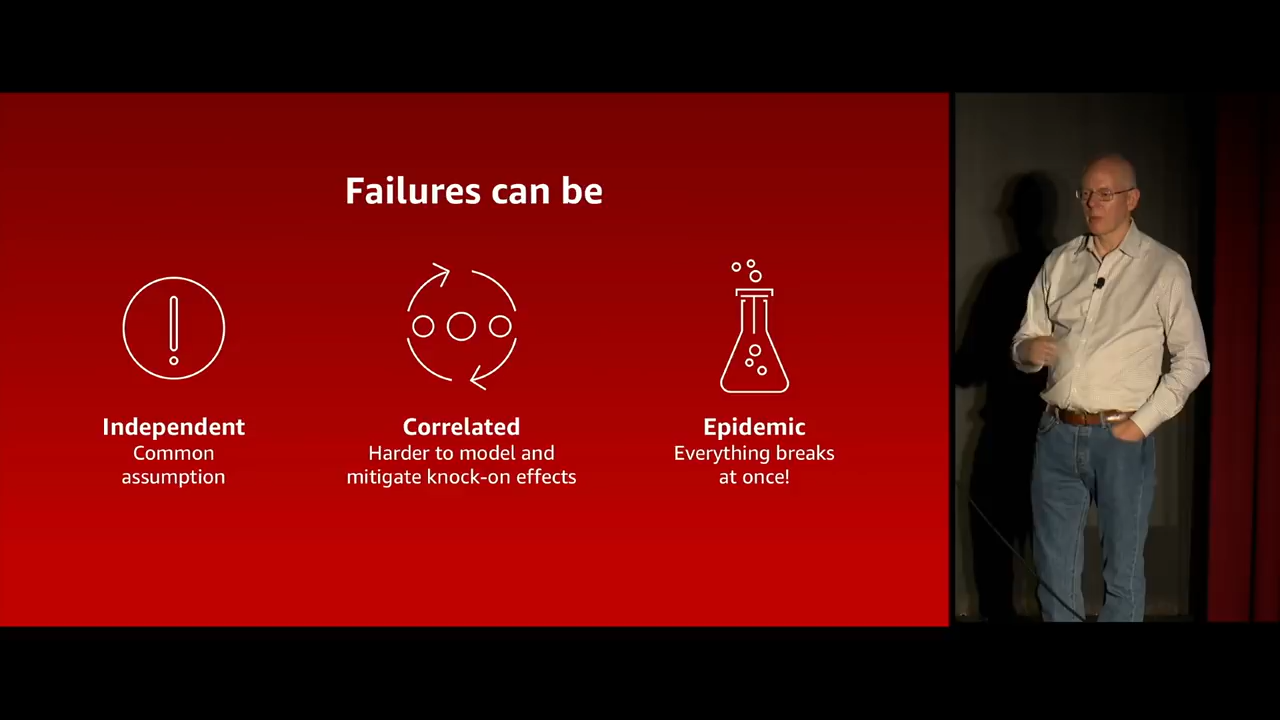 Failures can be
Independent
Common
assumption
Correlated
Harder to model and
mitigate knock-on effects
Epidemic
Everything breaks
at once!